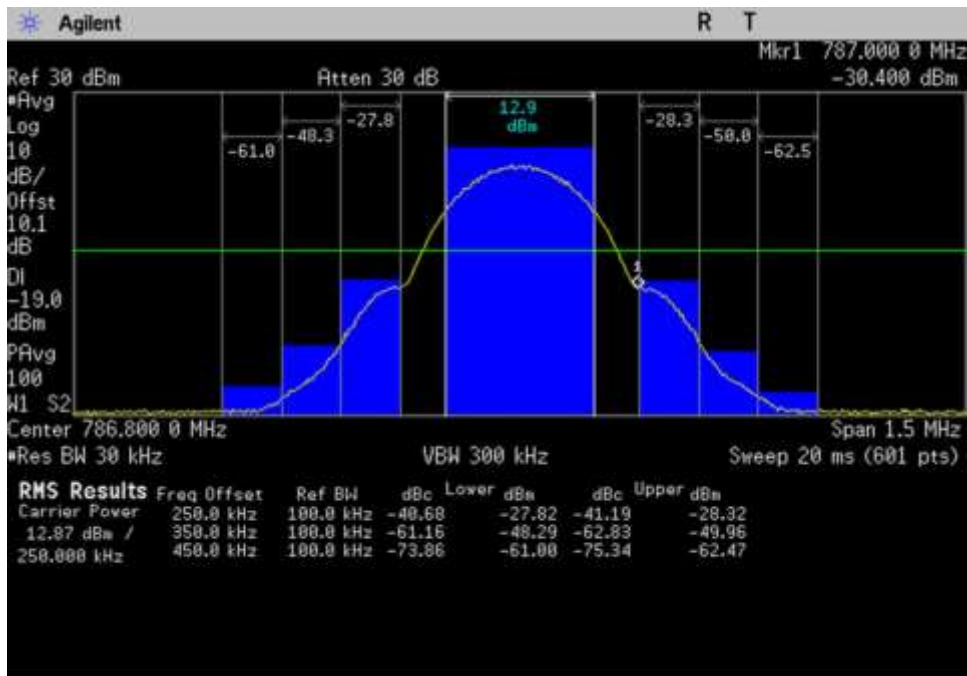 Agilent R T
Mkr1 787.000 0 MHz
Ref 30 dBm Atten 30 dB -30.400 dBm
#Avg
Log
10
dB/
Offst
10.1
dB
DI
-19.0
dBm
PAvg
100
W1 S2
-61.0
-48.3
-27.8
12.9
dBm
-28.3
-50.0
-62.5
1
Center 786.800 0 MHz Span 1.5 MHz
#Res BW 30 kHz VBW 300 kHz Sweep 20 ms (601 pts)
RMS Results Freq Offset Ref BW dBc Lower dBm dBc Upper dBm
Carrier Power 250.0 kHz 100.0 kHz -40.68 -27.82 -41.19 -28.32
12.87 dBm / 350.0 kHz 100.0 kHz -61.16 -48.29 -62.83 -49.96
250.000 kHz 450.0 kHz 100.0 kHz -73.86 -61.00 -75.34 -62.47